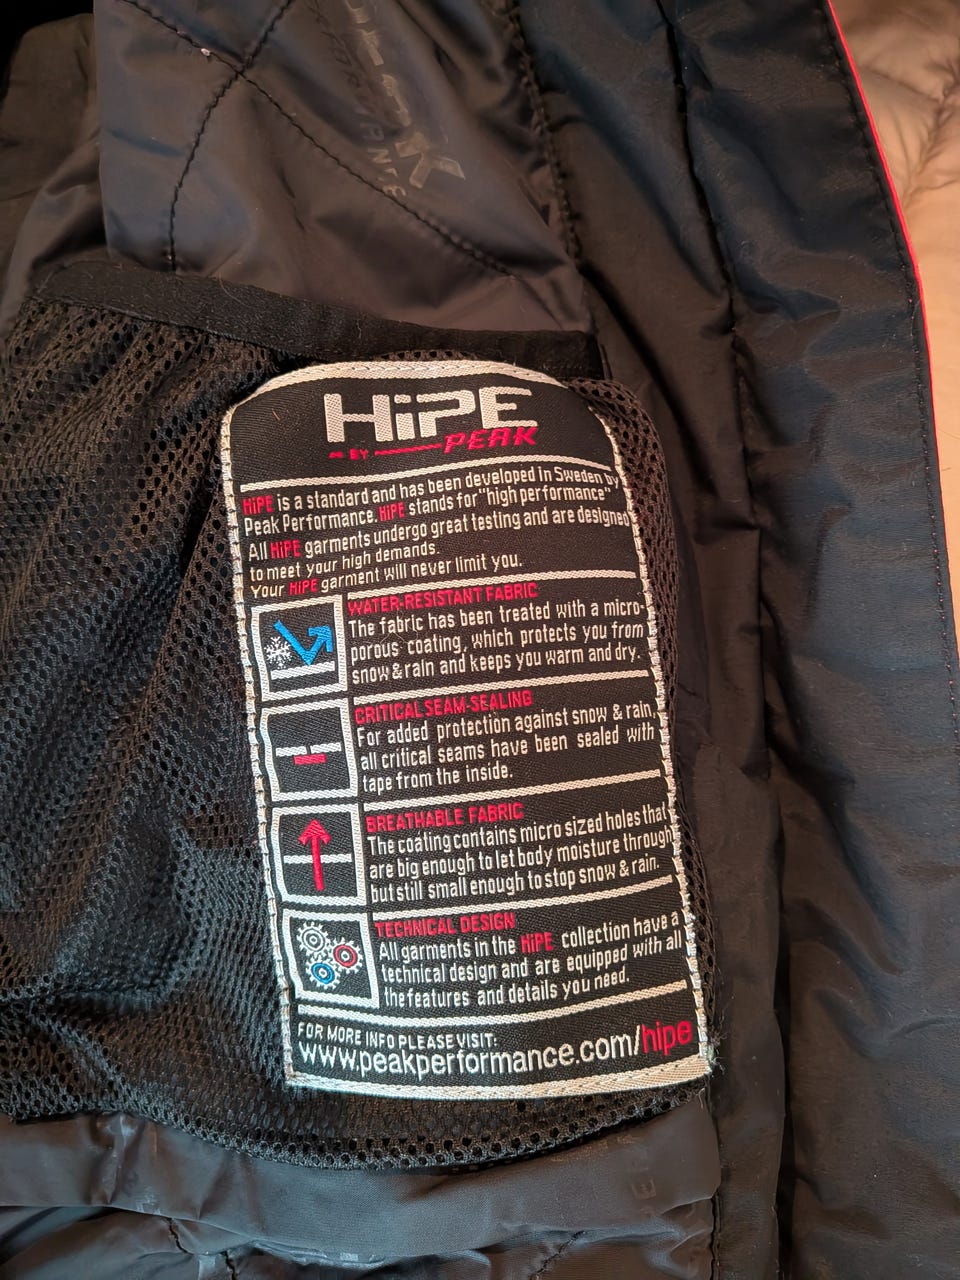 HiPE
BY PEAK
HiPE is a standard and has been developed in Sweden by
Peak Performance. HiPE stands for "high performance"
All HiPE garments undergo great testing and are designed
to meet your high demands.
Your HiPE garment will never limit you.
WATER-RESISTANT FABRIC
The fabric has been treated with a micro-
porous coating, which protects you from
snow & rain and keeps you warm and dry.
CRITICAL SEAM-SEALING
For added protection against snow & rain,
all critical seams have been sealed with
tape from the inside.
BREATHABLE FABRIC
The coating contains micro sized holes that
are big enough to let body moisture through
but still small enough to stop snow & rain.
TECHNICAL DESIGN
All garments in the HiPE collection have a
technical design and are equipped with all
the features and details you need.
FOR MORE INFO PLEASE VISIT:
www.peakperformance.com/hipe